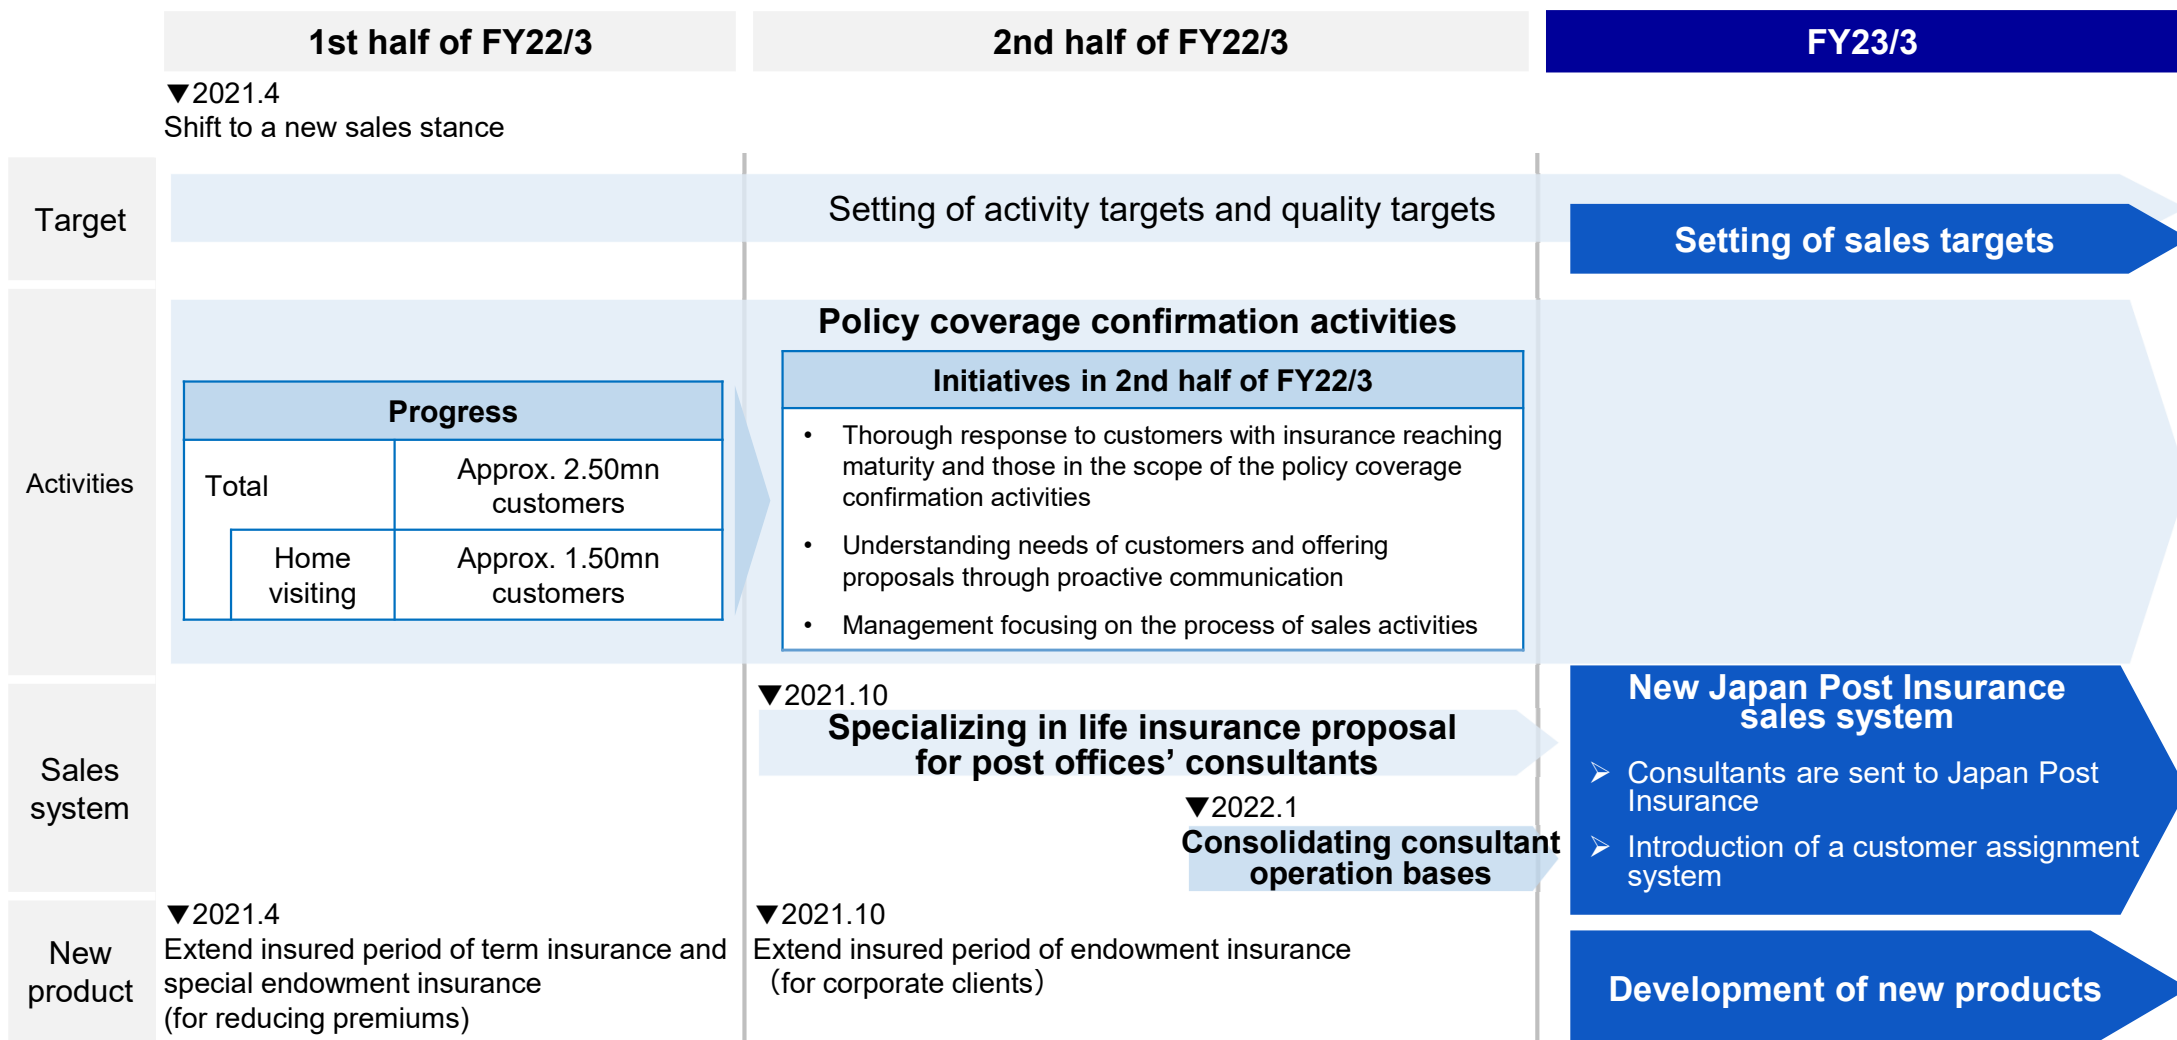 1st half of FY22/3
2nd half of FY22/3
FY23/3
▼2021.4
Shift to a new sales stance
Target
Setting of activity targets and quality targets
Setting of sales targets
Activities
Policy coverage confirmation activities
Progress
Total
Approx. 2.50mn
customers
Home
visiting
Approx. 1.50mn
customers
Initiatives in 2nd half of FY22/3
• Thorough response to customers with insurance reaching
maturity and those in the scope of the policy coverage
confirmation activities
• Understanding needs of customers and offering
proposals through proactive communication
• Management focusing on the process of sales activities
Sales
system
▼2021.10
Specializing in life insurance proposal
for post offices’ consultants
▼2022.1
Consolidating consultant
operation bases
New Japan Post Insurance
sales system
➢ Consultants are sent to Japan Post
Insurance
➢ Introduction of a customer assignment
system
New
product
▼2021.4
Extend insured period of term insurance and
special endowment insurance
(for reducing premiums)
▼2021.10
Extend insured period of endowment insurance
（for corporate clients）
Development of new products